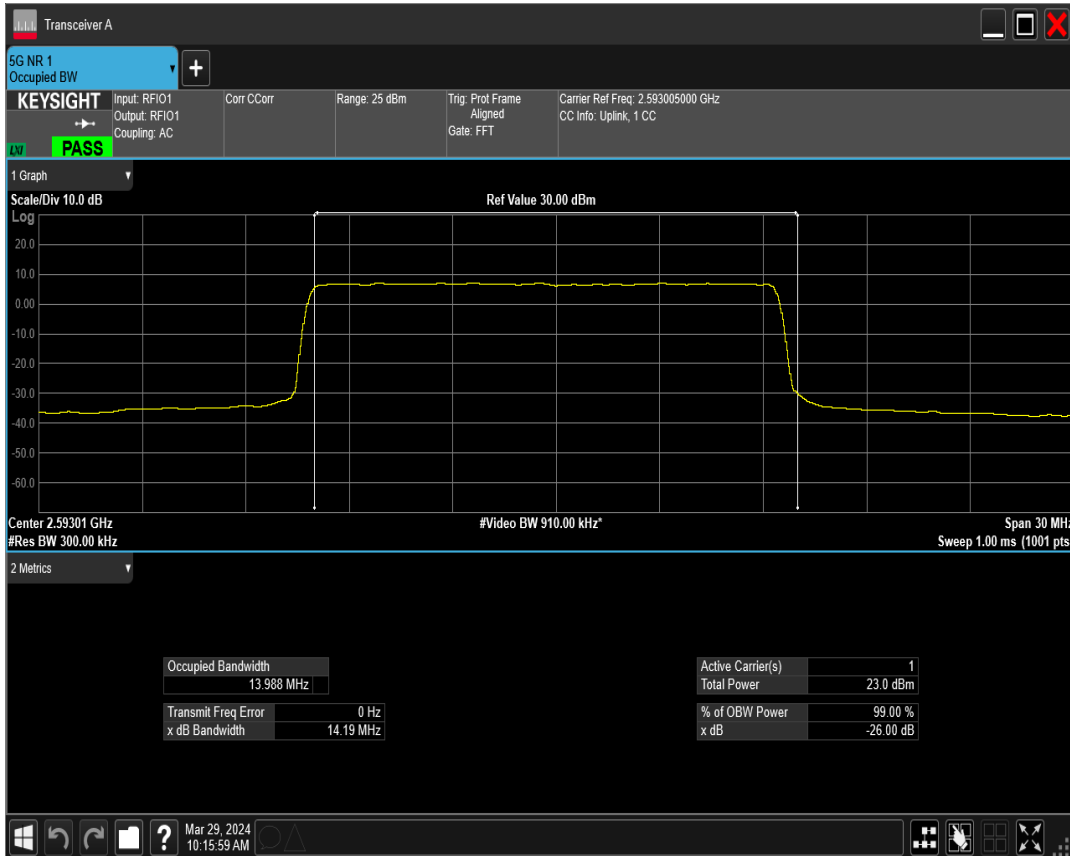 Transceiver A
5G NR 1
Occupied BW
KEYSIGHT
LXI
PASS
Input: RFIO1
Output: RFIO1
Coupling: AC
Corr CCorr
Range: 25 dBm
Trig: Prot Frame
Aligned
Gate: FFT
Carrier Ref Freq: 2.593005000 GHz
CC Info: Uplink, 1 CC
1 Graph
Scale/Div 10.0 dB
Ref Value 30.00 dBm
Log
20.0
10.0
0.00
-10.0
-20.0
-30.0
-40.0
-50.0
-60.0
Center 2.59301 GHz
#Video BW 910.00 kHz*
Span 30 MHz
#Res BW 300.00 kHz
Sweep 1.00 ms (1001 pts
2 Metrics
Occupied Bandwidth
13.988 MHz
Transmit Freq Error 0 Hz
x dB Bandwidth 14.19 MHz
Active Carrier(s) 1
Total Power 23.0 dBm
% of OBW Power 99.00 %
x dB -26.00 dB
?
Mar 29, 2024
10:15:59 AM